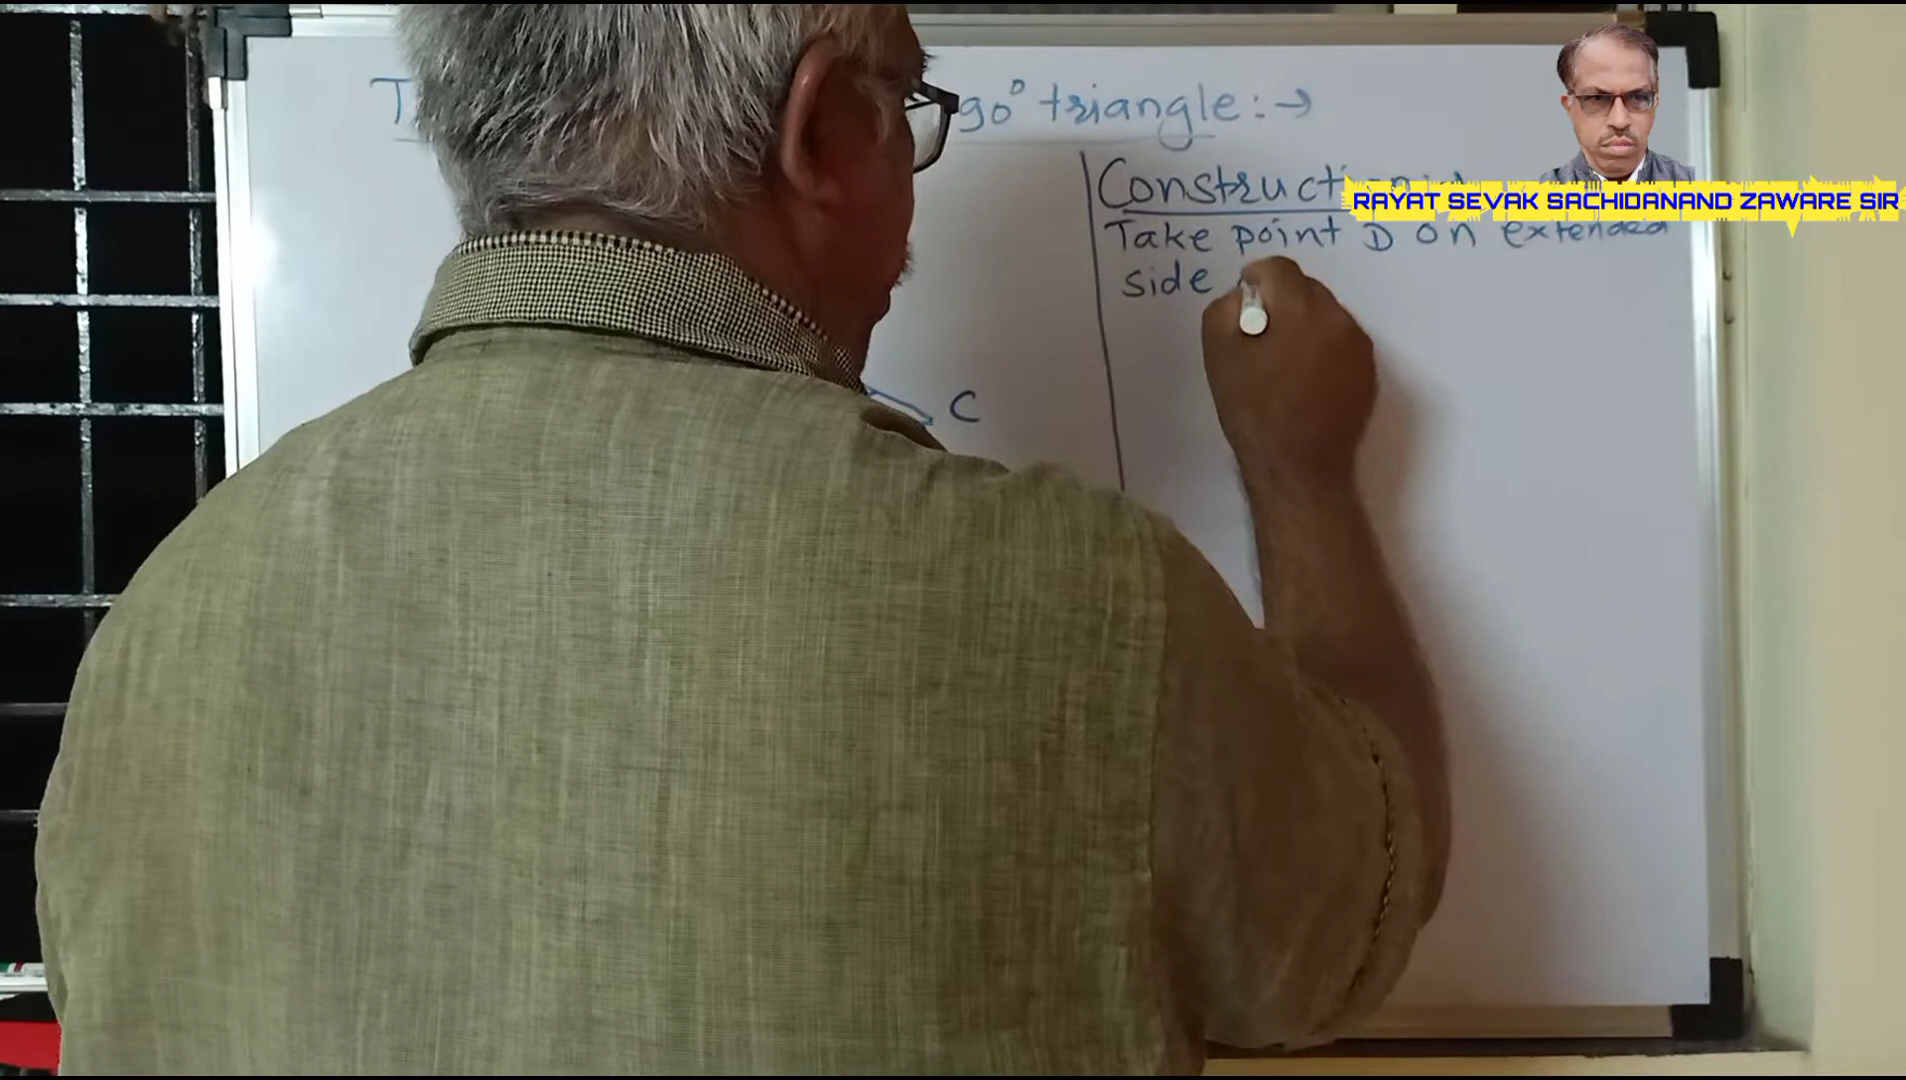 90° triangle:→
Construction
Take point D on extended
side
C
RAYAT SEVAK SACHIDANAND ZAWARE SIR